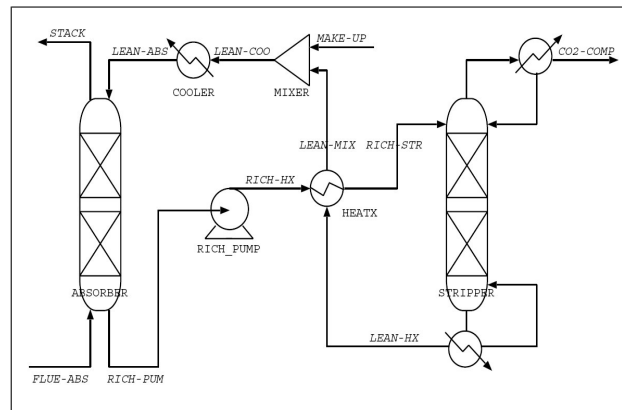 STACK
MAKE-UP
LEAN-ABS
LEAN-COO
CO2-COMP
COOLER
MIXER
LEAN-MIX
RICH-STR
RICH-HX
HEATX
RICH_PUMP
ABSORBER
STRIPPER
LEAN-HX
FLUE-ABS
RICH-PUM